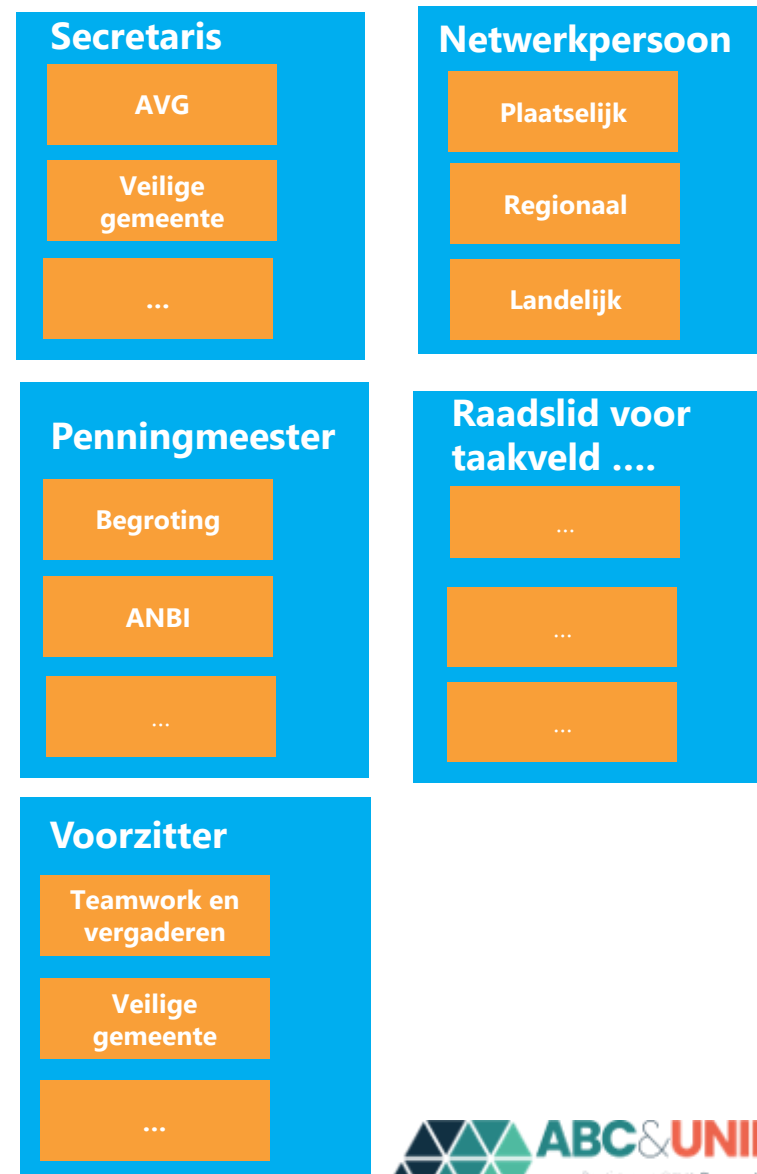 Secretaris
AVG
Veilige
gemeente
...
Netwerkpersoon
Plaatselijk
Regionaal
Landelijk
Penningmeester
Begroting
ANBI
...
Raadslid voor
taakveld ....
...
...
...
Voorzitter
Teamwork en
vergaderen
Veilige
gemeente
...
ABC&UNI